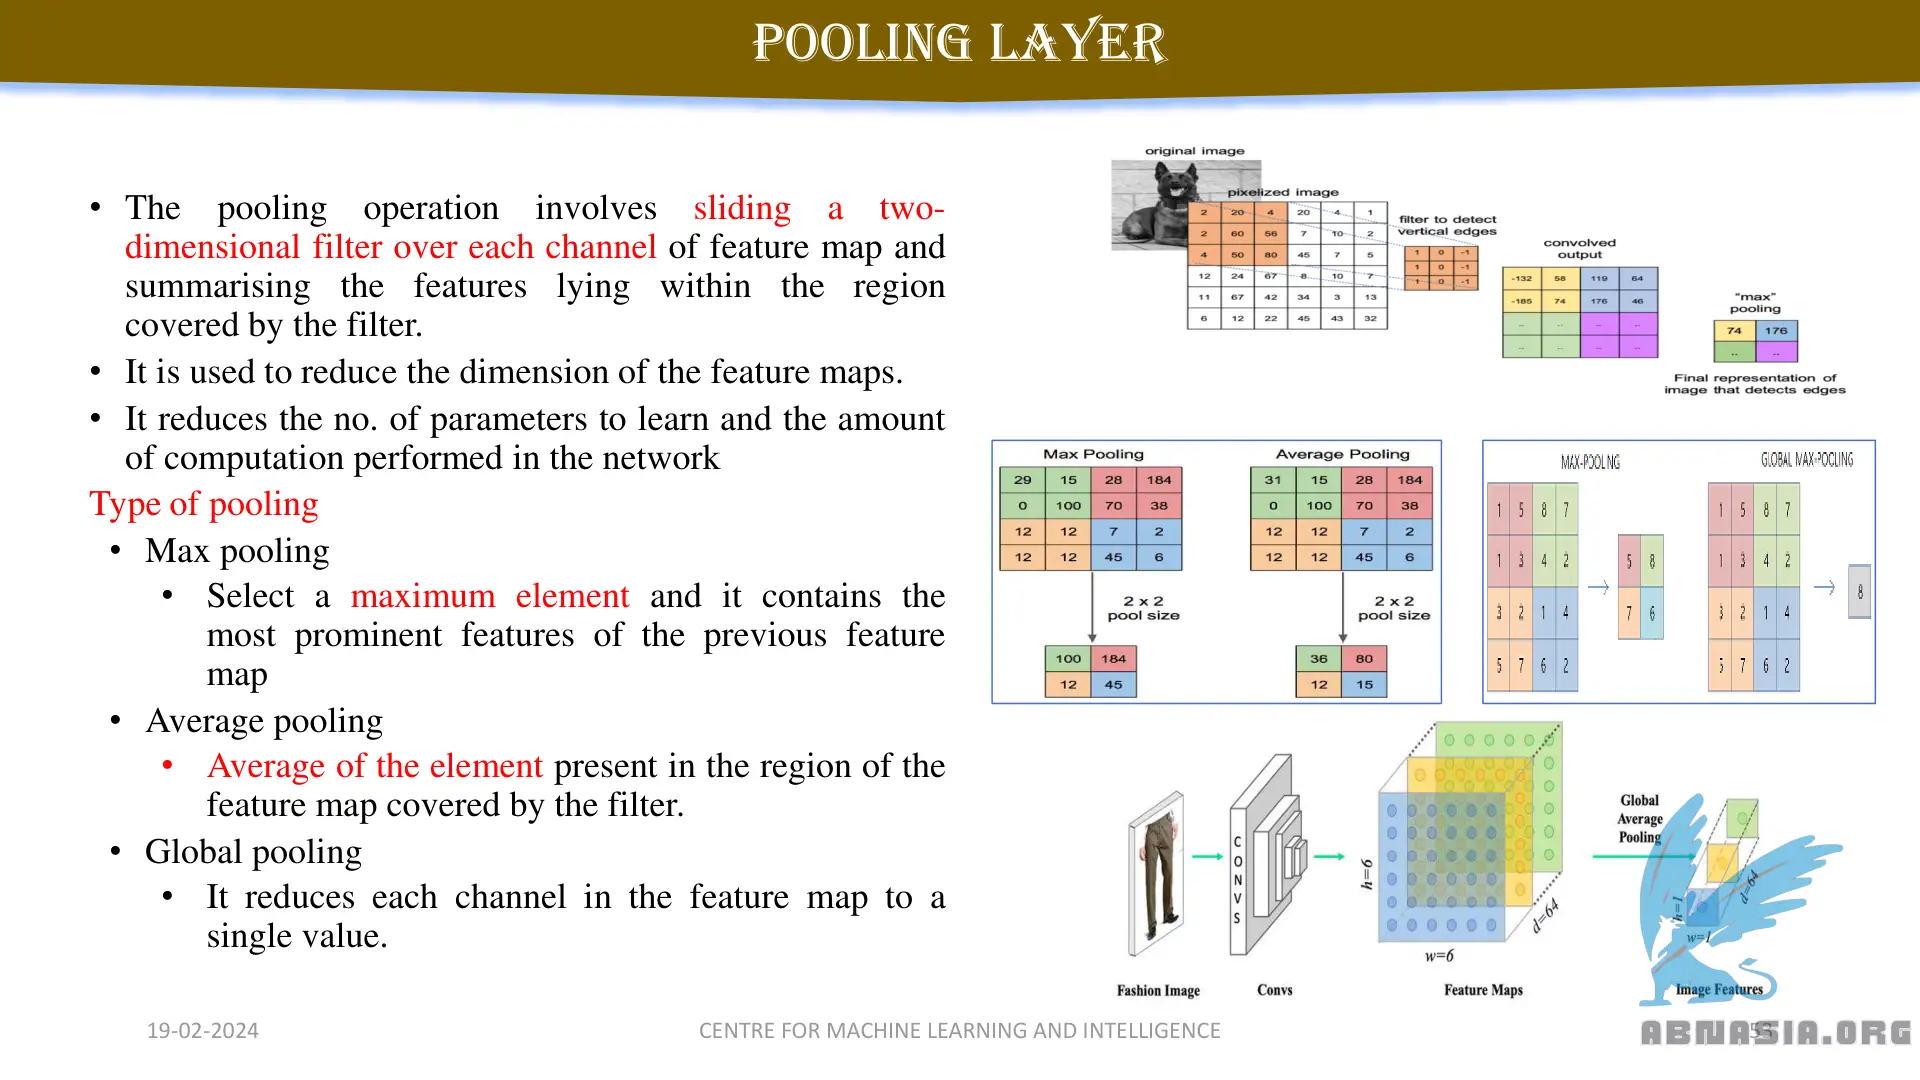 POOLING LAYER
• The pooling operation involves sliding a two-
dimensional filter over each channel of feature map and
summarising the features lying within the region
covered by the filter.
• It is used to reduce the dimension of the feature maps.
• It reduces the no. of parameters to learn and the amount
of computation performed in the network
Type of pooling
• Max pooling
• Select a maximum element and it contains the
most prominent features of the previous feature
map
• Average pooling
• Average of the element present in the region of the
feature map covered by the filter.
• Global pooling
• It reduces each channel in the feature map to a
single value.
original image
pixelized image
2 20 4 20 4 1
2 60 56 7 10 2
4 50 80 45 7 5
12 24 67 8 10 7
11 67 42 34 3 13
6 12 22 45 43 32
filter to detect
vertical edges
1 0 -1
1 0 -1
1 0 -1
convolved
output
-132 58 119 64
-185 74 176 46
.. .. .. ..
.. .. .. ..
"max"
pooling
74 176
.. ..
Final representation of
image that detects edges
Max Pooling
29 15 28 184
0 100 70 38
12 12 7 2
12 12 45 6
2 x 2
pool size
100 184
12 45
Average Pooling
31 15 28 184
0 100 70 38
12 12 7 2
12 12 45 6
2 x 2
pool size
36 80
12 15
MAX-POOLING
1 5 8 7
1 3 4 2
3 2 1 4
5 7 6 2
5 8
7 6
GLOBAL MAX-POOLING
1 5 8 7
1 3 4 2
3 2 1 4
5 7 6 2
8
CONVS
h=6
w=6
d=64
Global
Average
Pooling
h=1
w=1
d=64
Fashion Image
Convs
Feature Maps
Image Features
19-02-2024
CENTRE FOR MACHINE LEARNING AND INTELLIGENCE
53
ABNASIA.ORG